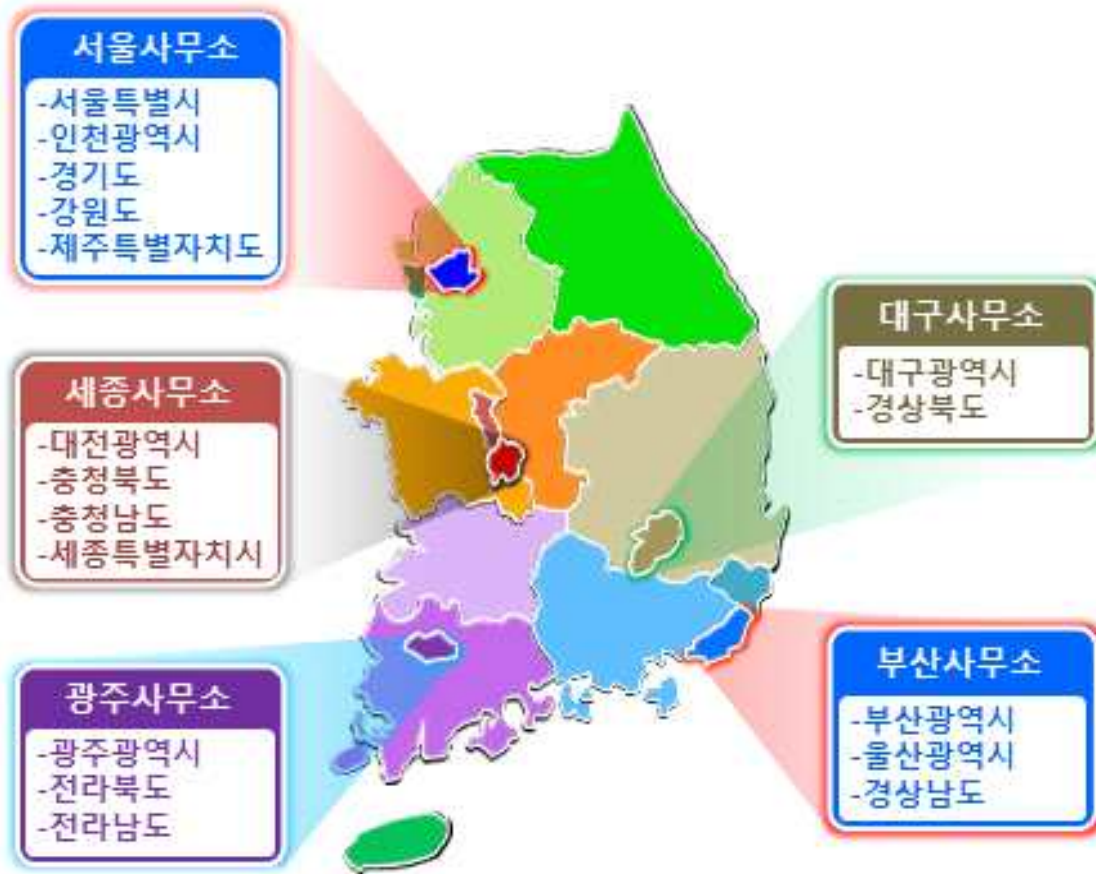 서울사무소
-서울특별시
-인천광역시
-경기도
-강원도
-제주특별자치도
세종사무소
-대전광역시
-충청북도
-충청남도
-세종특별자치시
광주사무소
-광주광역시
-전라북도
-전라남도
대구사무소
-대구광역시
-경상북도
부산사무소
-부산광역시
-울산광역시
-경상남도